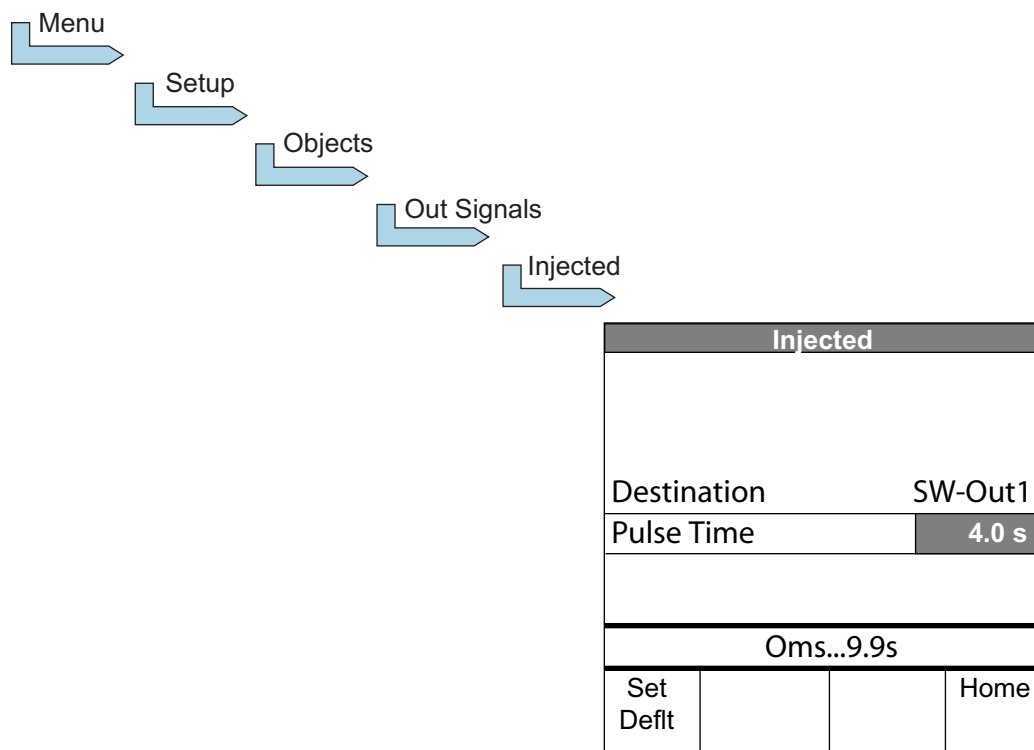 Menu
Setup
Objects
Out Signals
Injected
Injected
Destination SW-Out1
Pulse Time 4.0 s
Oms...9.9s
Set Home
Deflt